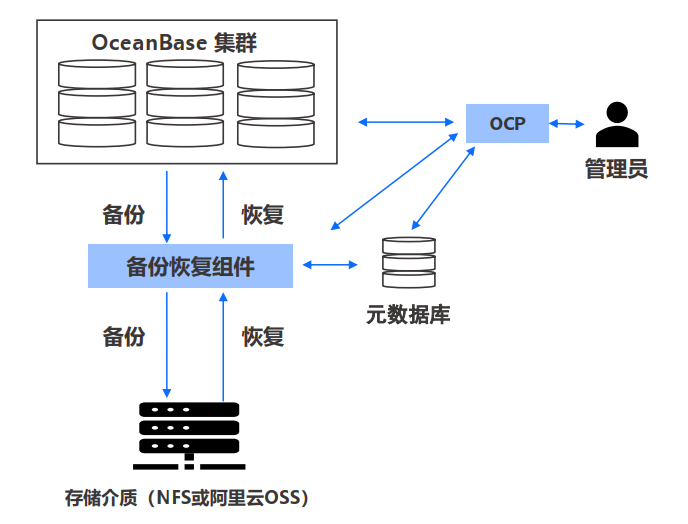 OceanBase 集群
OCP
管理员
备份
恢复
备份恢复组件
元数据库
备份
恢复
存储介质（NFS或阿里云OSS）